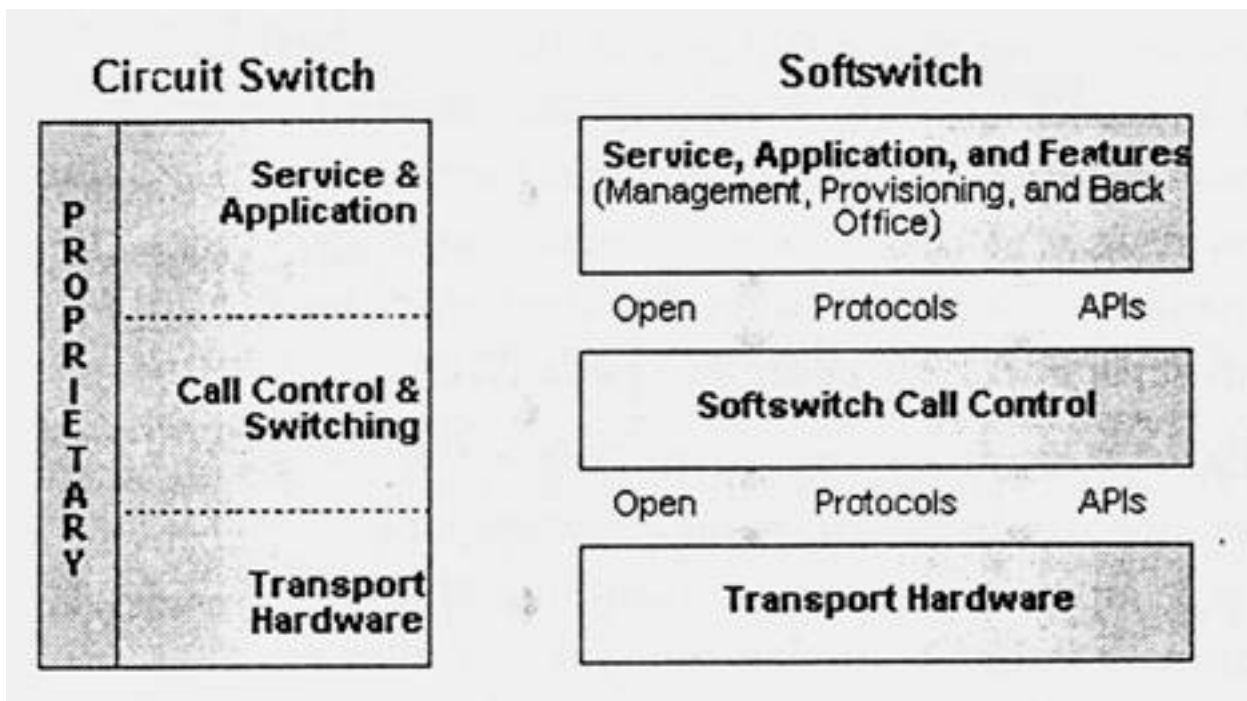 Circuit Switch
PROPRIETARY
Service &
Application
Call Control &
Switching
Transport
Hardware
Softswitch
Service, Application, and Features
(Management, Provisioning, and Back
Office)
Open Protocols APIs
Softswitch Call Control
Open Protocols APIs
Transport Hardware